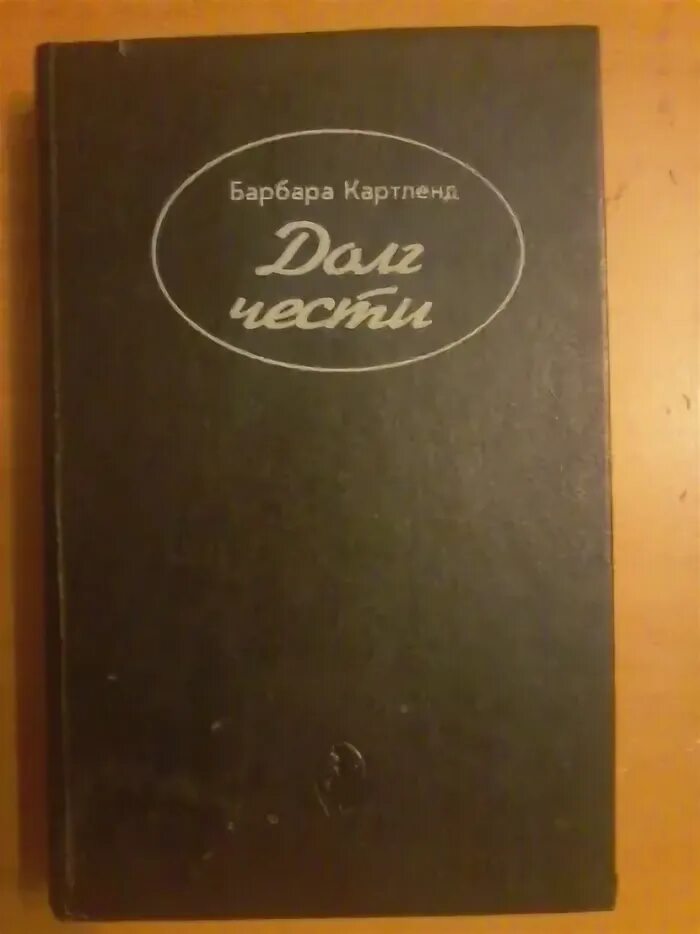 Барбара Картленд
Долг
чести